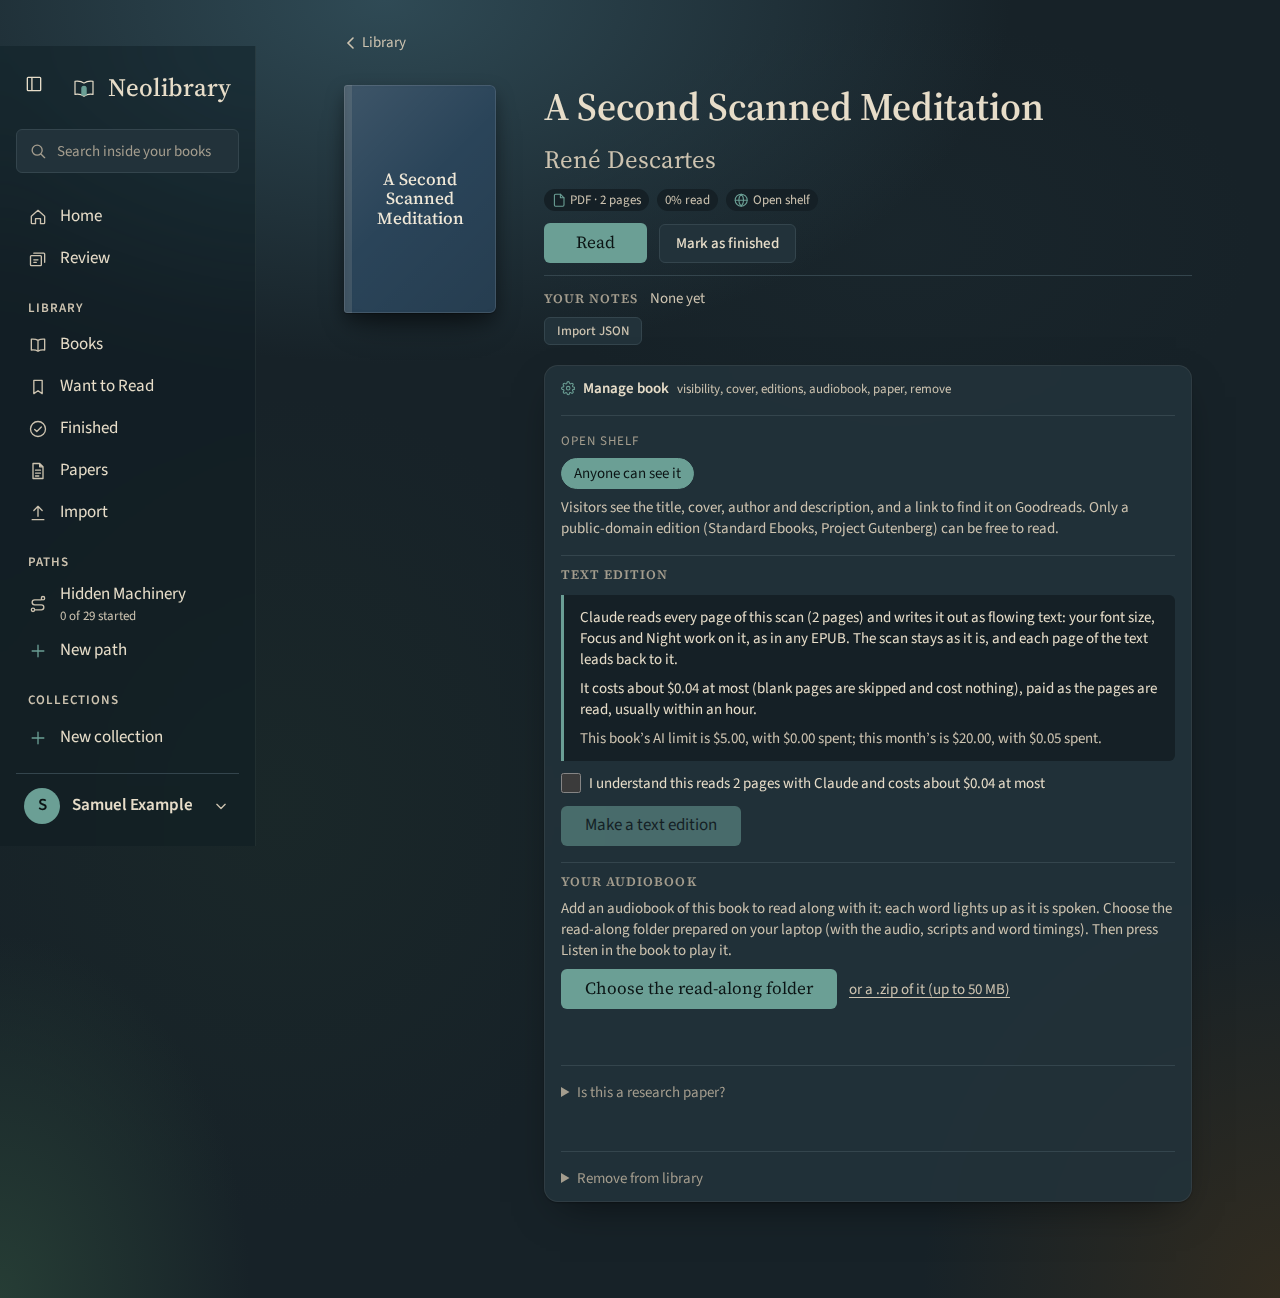 Library
Neolibrary
Search inside your books
Home
Review
LIBRARY
Books
Want to Read
Finished
Papers
Import
PATHS
Hidden Machinery
0 of 29 started
New path
COLLECTIONS
New collection
S
Samuel Example
A Second
Scanned
Meditation
A Second Scanned Meditation
René Descartes
PDF · 2 pages
0% read
Open shelf
Read
Mark as finished
YOUR NOTES None yet
Import JSON
Manage book visibility, cover, editions, audiobook, paper, remove
OPEN SHELF
Anyone can see it
Visitors see the title, cover, author and description, and a link to find it on Goodreads. Only a
public-domain edition (Standard Ebooks, Project Gutenberg) can be free to read.
TEXT EDITION
Claude reads every page of this scan (2 pages) and writes it out as flowing text: your font size,
Focus and Night work on it, as in any EPUB. The scan stays as it is, and each page of the text
leads back to it.
It costs about $0.04 at most (blank pages are skipped and cost nothing), paid as the pages are
read, usually within an hour.
This book’s AI limit is $5.00, with $0.00 spent; this month’s is $20.00, with $0.05 spent.
I understand this reads 2 pages with Claude and costs about $0.04 at most
Make a text edition
YOUR AUDIOBOOK
Add an audiobook of this book to read along with it: each word lights up as it is spoken. Choose the
read-along folder prepared on your laptop (with the audio, scripts and word timings). Then press
Listen in the book to play it.
Choose the read-along folder
or a .zip of it (up to 50 MB)
Is this a research paper?
Remove from library